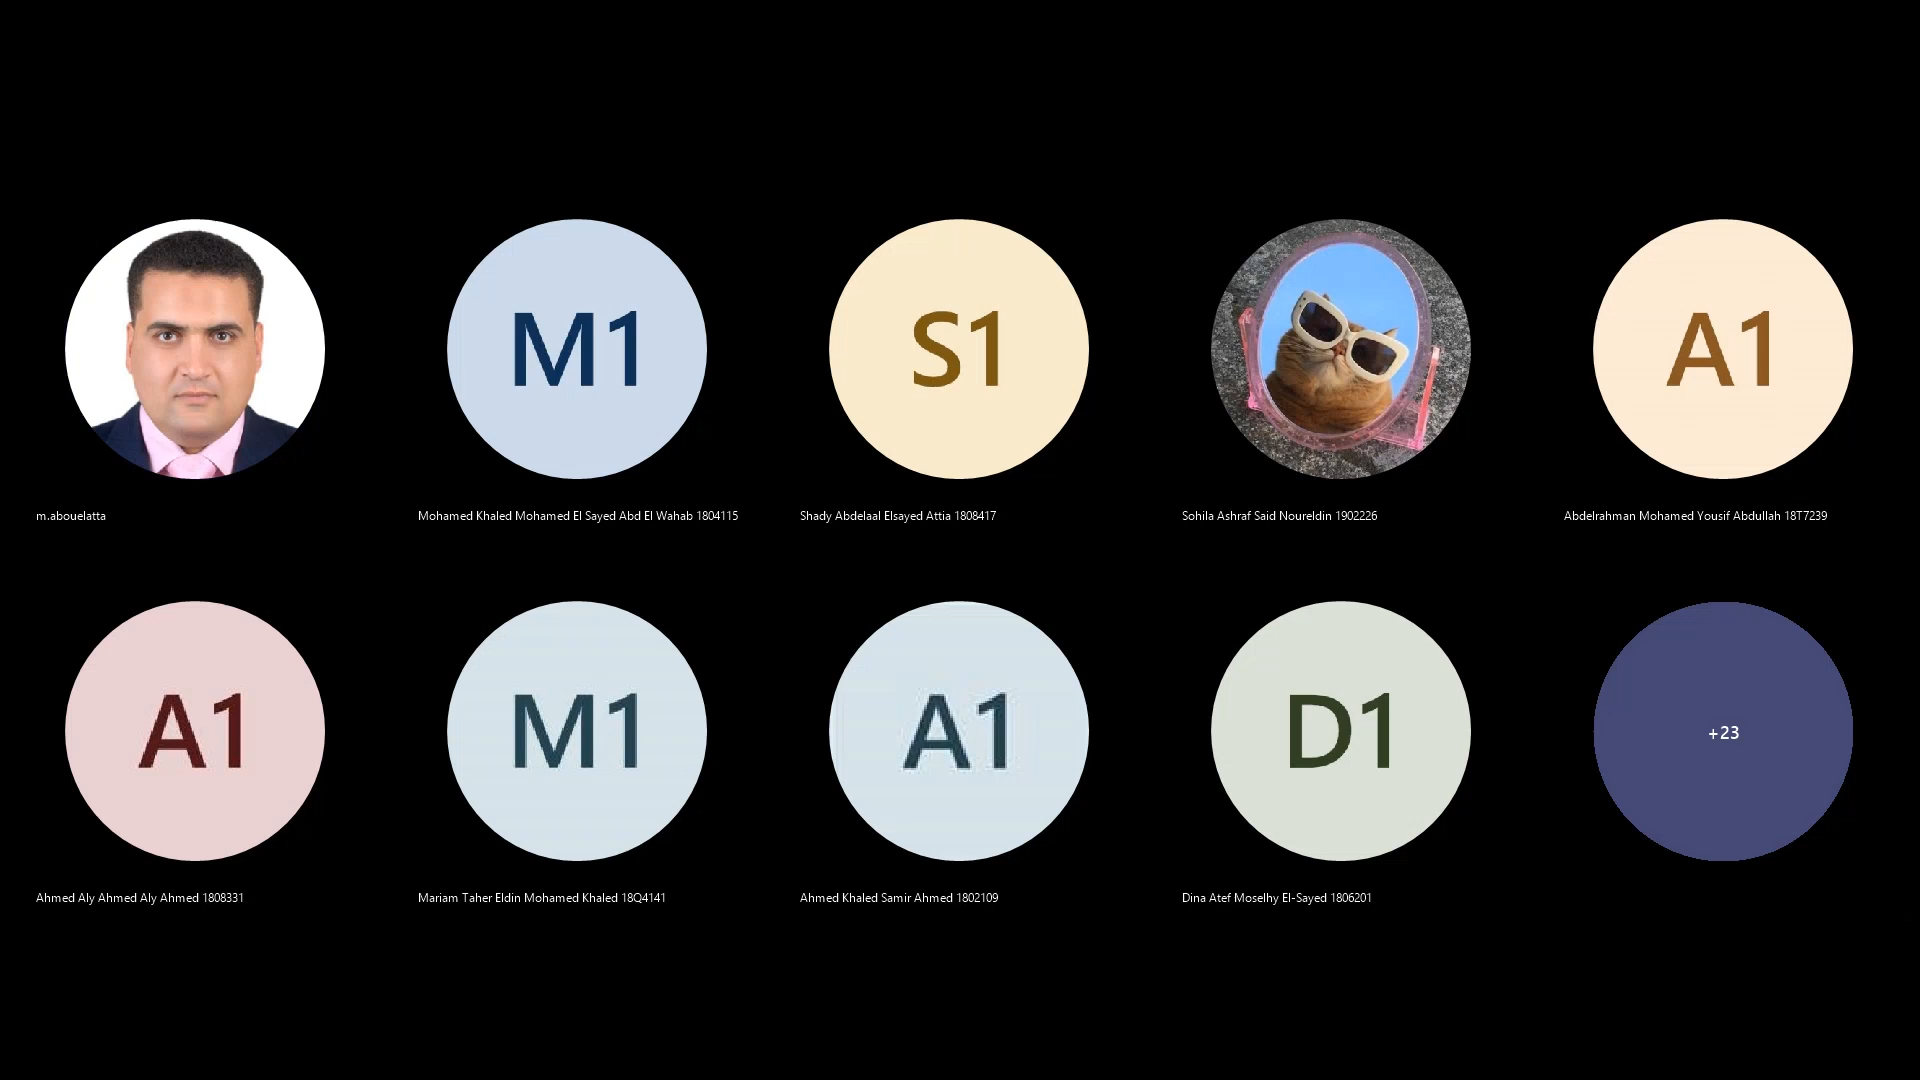 M1
S1
A1
m.abouelatta
Mohamed Khaled Mohamed El Sayed Abd El Wahab 1804115
Shady Abdelaal Elsayed Attia 1808417
Sohila Ashraf Said Noureldin 1902226
Abdelrahman Mohamed Yousif Abdullah 18T7239
A1
M1
A1
D1
+23
Ahmed Aly Ahmed Aly Ahmed 1808331
Mariam Taher Eldin Mohamed Khaled 18Q4141
Ahmed Khaled Samir Ahmed 1802109
Dina Atef Moselhy El-Sayed 1806201